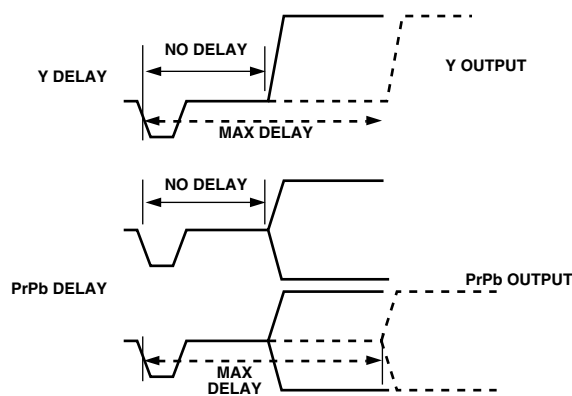 NO DELAY
Y DELAY
Y OUTPUT
MAX DELAY
NO DELAY
PrPb DELAY
PrPb OUTPUT
MAX
DELAY